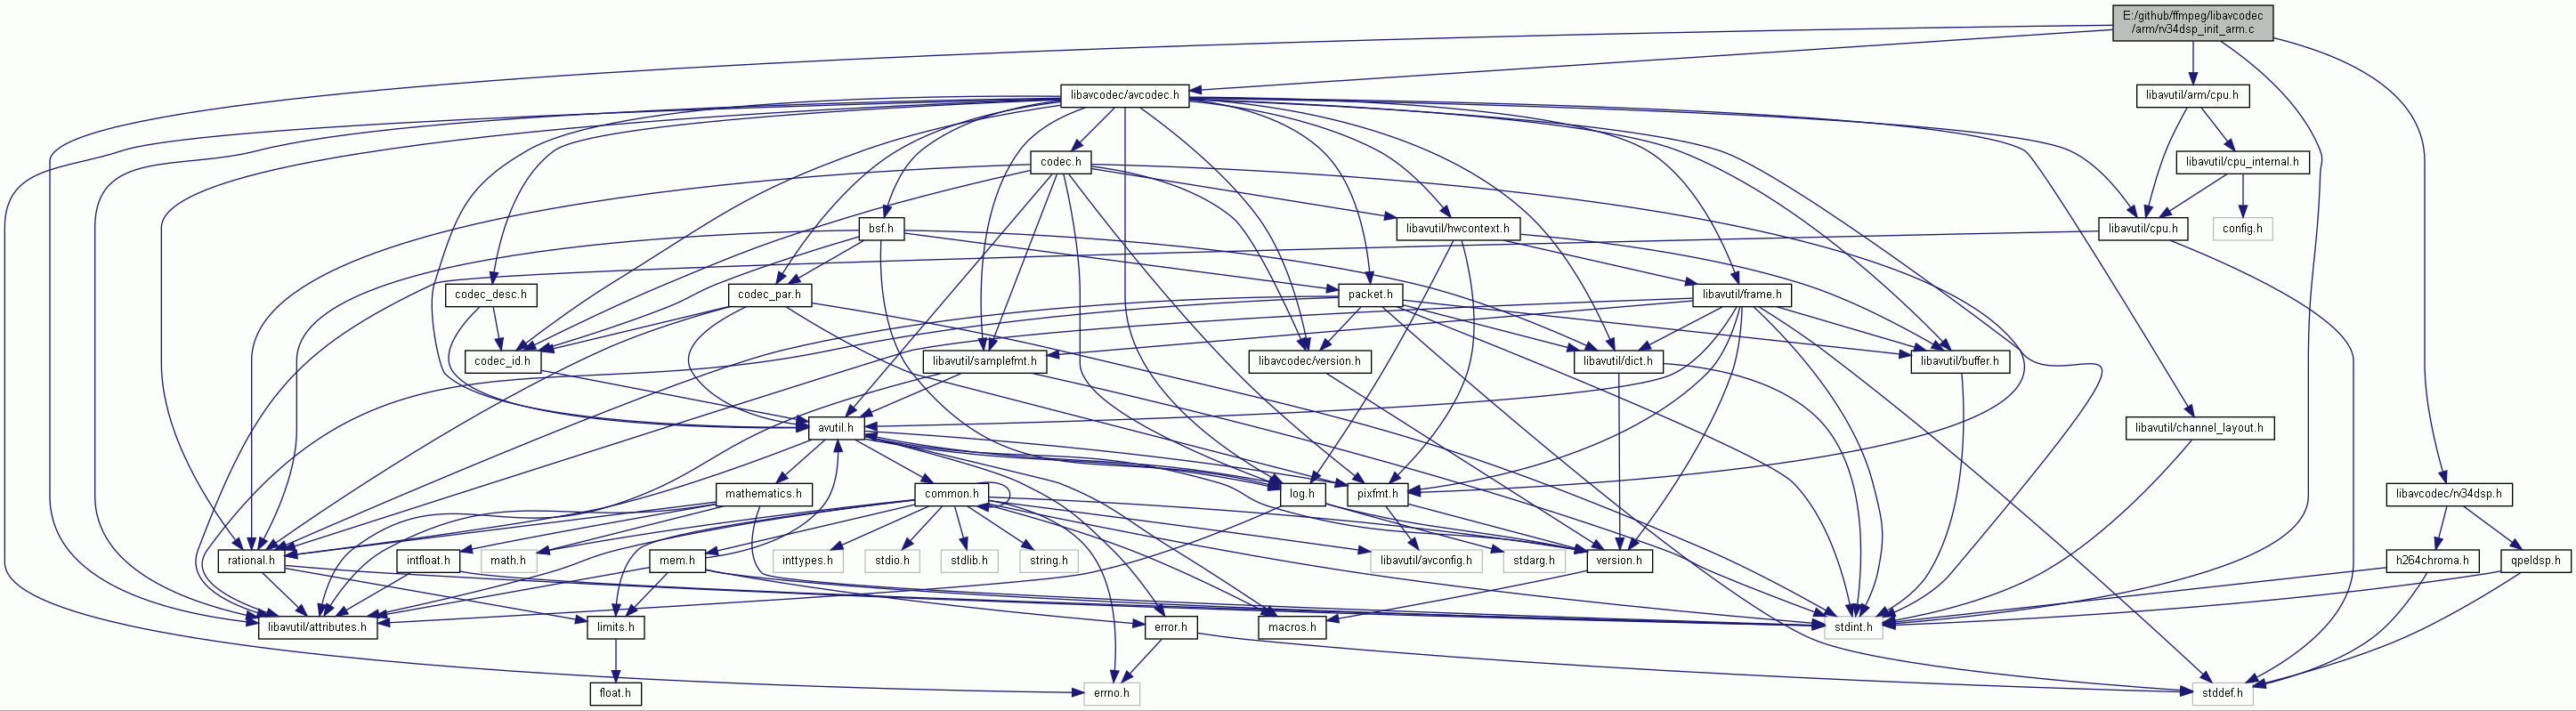 E:/github/ffmpeg/libavcodec
/arm/rv34dsp_init_arm.c
libavcodec/avcodec.h
libavutil/arm/cpu.h
codec.h
libavutil/cpu_internal.h
bsf.h
libavutil/hwcontext.h
libavutil/cpu.h
config.h
codec_desc.h
codec_par.h
packet.h
libavutil/frame.h
codec_id.h
libavutil/samplefmt.h
libavcodec/version.h
libavutil/dict.h
libavutil/buffer.h
avutil.h
libavutil/channel_layout.h
mathematics.h
common.h
log.h
pixfmt.h
libavcodec/rv34dsp.h
rational.h
intfloat.h
math.h
mem.h
inttypes.h
stdio.h
stdlib.h
string.h
libavutil/avconfig.h
stdarg.h
version.h
h264chroma.h
qpeldsp.h
libavutil/attributes.h
limits.h
error.h
macros.h
stdint.h
float.h
errno.h
stddef.h